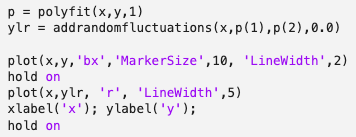 p = polyfit(x,y,1)
ylr = addrandomfluctuations(x,p(1),p(2),0.0)
plot(x,y,'bx','MarkerSize',10, 'LineWidth',2)
hold on
plot(x,ylr, 'r', 'LineWidth',5)
xlabel('x'); ylabel('y');
hold on